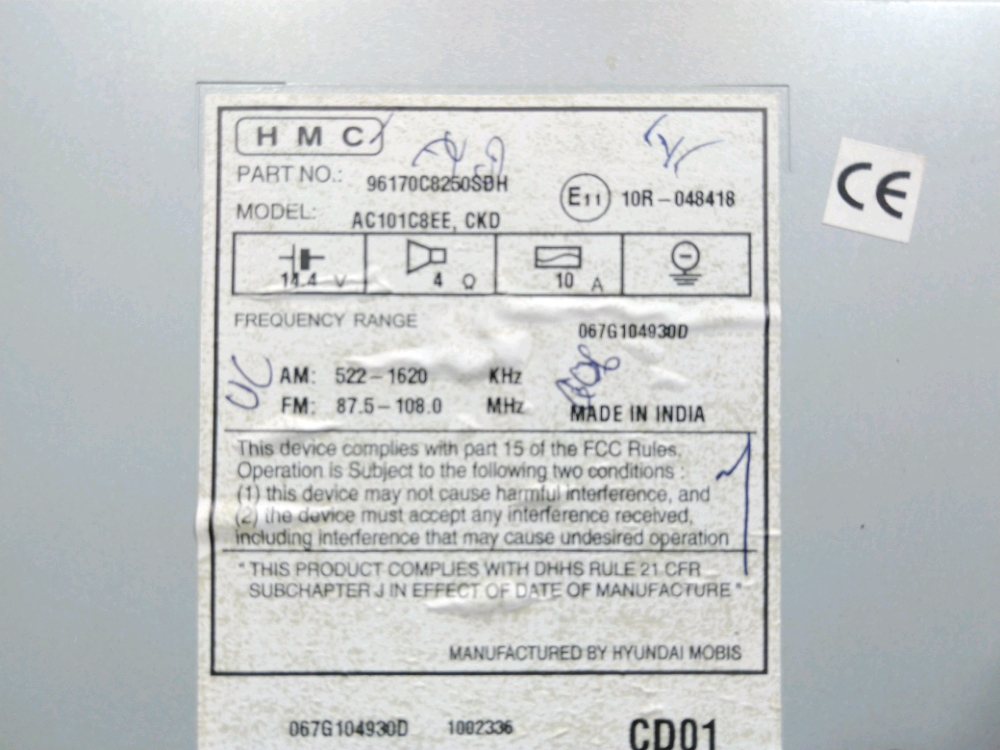 HMC
PART NO.: 96170C8250SDH
E11 10R-048418
CE
MODEL: AC101C8EE, CKD
14.4 V 4 Ω 10 A
FREQUENCY RANGE
067G104930D
UC AM: 522-1620 KHz
FM: 87.5-108.0 MHz
MADE IN INDIA
This device complies with part 15 of the FCC Rules.
Operation is Subject to the following two conditions :
(1) this device may not cause harmful interference, and
(2) the device must accept any interference received,
including interference that may cause undesired operation
" THIS PRODUCT COMPLIES WITH DHHS RULE 21 CFR
SUBCHAPTER J IN EFFECT OF DATE OF MANUFACTURE "
MANUFACTURED BY HYUNDAI MOBIS
067G104930D 1002336 CD01